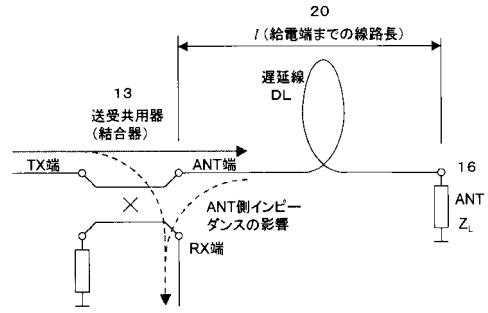 20
l (給電端までの線路長)
13
送受共用器
(結合器)
遅延線
DL
TX端
ANT端
16
ANT
ZL
ANT側インピー
ダンスの影響
RX端